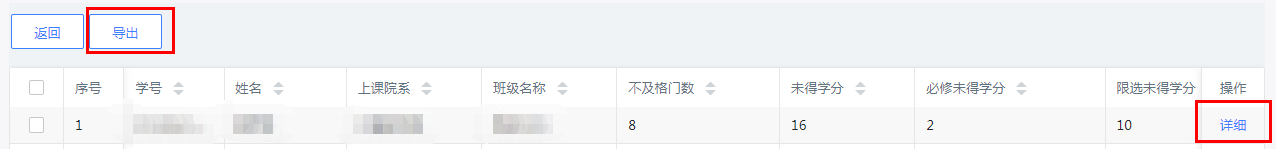 返回 导出
序号 学号 姓名 上课院系 班级名称 不及格门数 未得学分 必修未得学分 限选未得学分 操作
1 8 16 2 10 详细